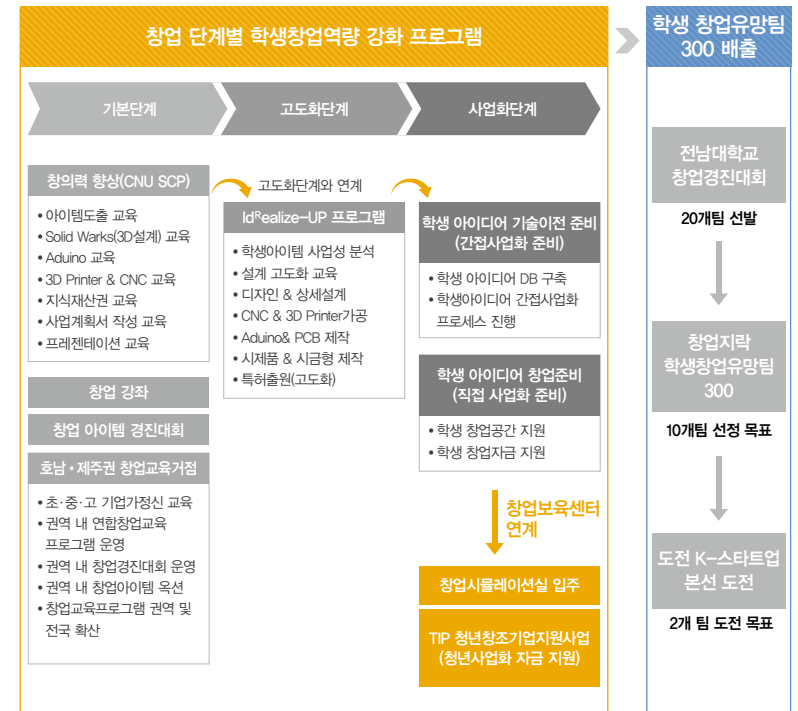 창업 단계별 학생창업역량 강화 프로그램
기본단계
고도화단계
사업화단계
창의력 향상(CNU SCP)
• 아이템도출 교육
• Solid Warks(3D설계) 교육
• Aduino 교육
• 3D Printer & CNC 교육
• 지식재산권 교육
• 사업계획서 작성 교육
• 프레젠테이션 교육
창업 강좌
창업 아이템 경진대회
호남·제주권 창업교육거점
• 초·중·고 기업가정신 교육
• 권역 내 연합창업교육
프로그램 운영
• 권역 내 창업경진대회 운영
• 권역 내 창업아이템 옥션
• 창업교육프로그램 권역 및
전국 확산
고도화단계와 연계
IdRealize-UP 프로그램
• 학생아이템 사업성 분석
• 설계 고도화 교육
• 디자인 & 상세설계
• CNC & 3D Printer가공
• Aduino& PCB 제작
• 시제품 & 시금형 제작
• 특허출원(고도화)
학생 아이디어 기술이전 준비
(간접사업화 준비)
• 학생 아이디어 DB 구축
• 학생아이디어 간접사업화
프로세스 진행
학생 아이디어 창업준비
(직접 사업화 준비)
• 학생 창업공간 지원
• 학생 창업자금 지원
창업보육센터
연계
창업시뮬레이션실 입주
TIP 청년창조기업지원사업
(청년사업화 자금 지원)
학생 창업유망팀
300 배출
전남대학교
창업경진대회
20개팀 선발
창업지락
학생창업유망팀
300
10개팀 선정 목표
도전 K-스타트업
본선 도전
2개 팀 도전 목표